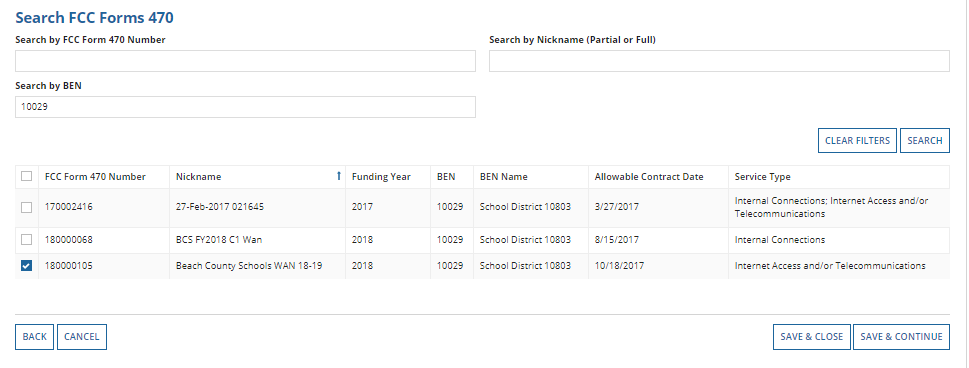 Search FCC Forms 470
Search by FCC Form 470 Number
Search by Nickname (Partial or Full)
Search by BEN
10029
CLEAR FILTERS SEARCH
FCC Form 470 Number Nickname ↑ Funding Year BEN BEN Name Allowable Contract Date Service Type
170002416 27-Feb-2017 021645 2017 10029 School District 10803 3/27/2017 Internal Connections; Internet Access and/or
Telecommunications
180000068 BCS FY2018 C1 Wan 2018 10029 School District 10803 8/15/2017 Internal Connections
180000105 Beach County Schools WAN 18-19 2018 10029 School District 10803 10/18/2017 Internet Access and/or Telecommunications
BACK CANCEL SAVE & CLOSE SAVE & CONTINUE